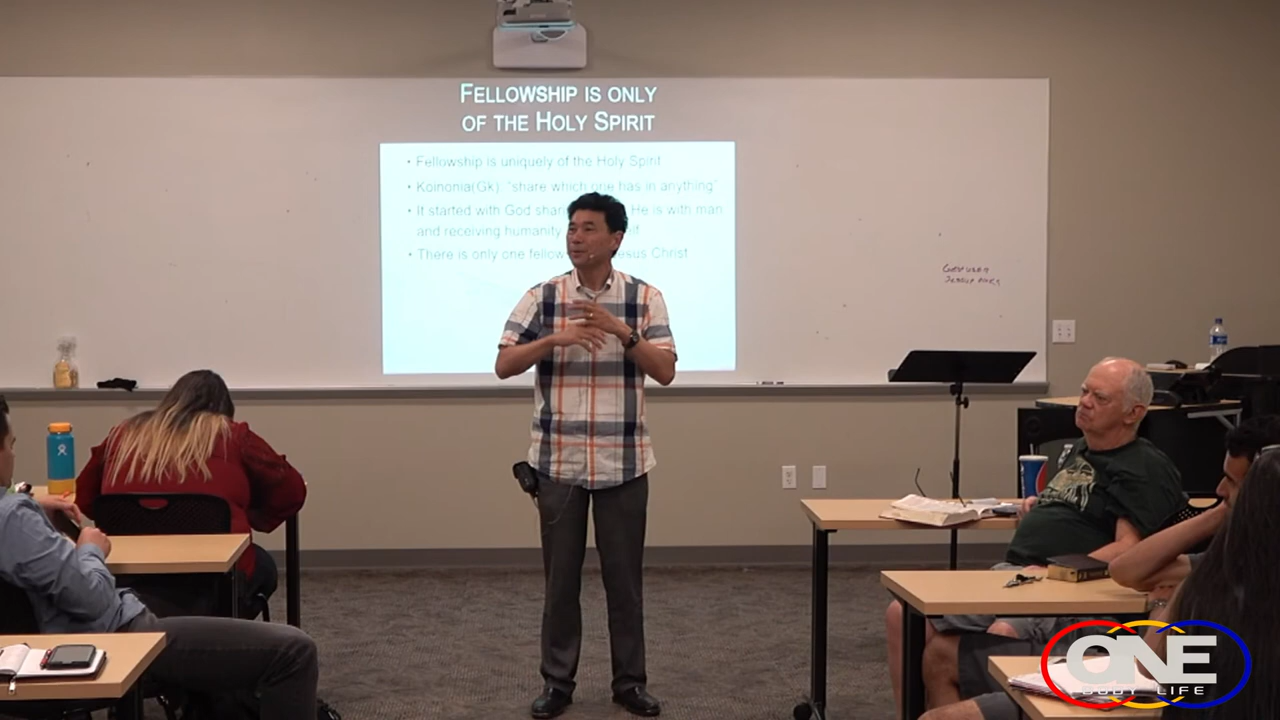 FELLOWSHIP IS ONLY
OF THE HOLY SPIRIT
• Fellowship is uniquely of the Holy Spirit
• Koinonia(Gk) "share which one has in anything"
• It started with God He is with man
and receiving humanity
• There is only one Jesus Christ
ONE
BODY LIFE